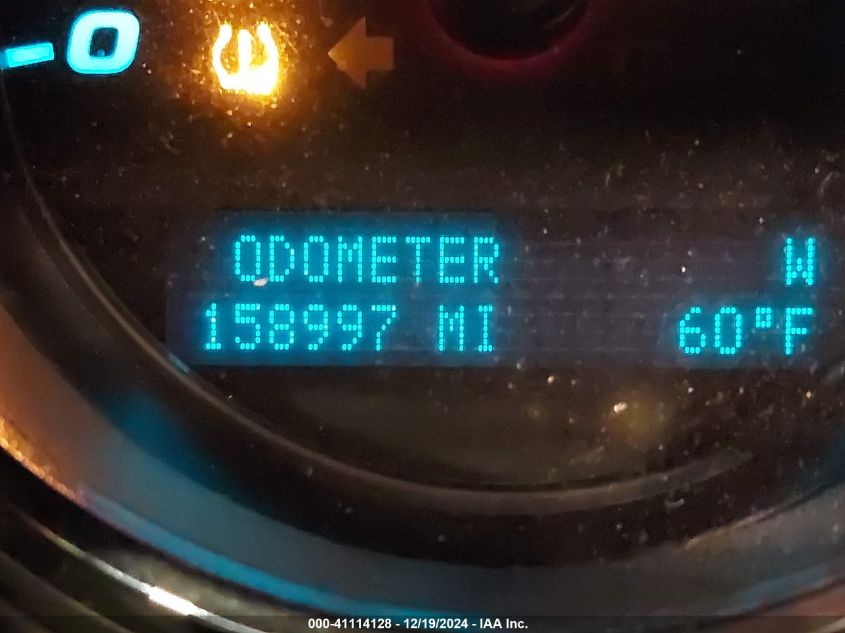 0
ODOMETER W
158997 MI 60°F
000-41114128 - 12/19/2024 - IAA Inc.